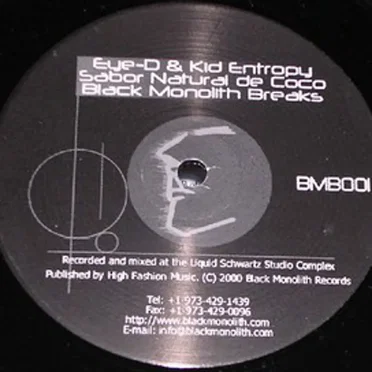 Eye-D & Kid Entropy
Sabor Natural de Coco
Black Monolith Breaks
BMB001
Recorded and mixed at the Liquid Schwartz Studio Complex
Published by High Fashion Music. (C) 2000 Black Monolith Records
Tel: +1-973-429-1439
Fax: +1-973-429-0096
http://www.blackmonolith.com
E-mail: info@blackmonolith.com